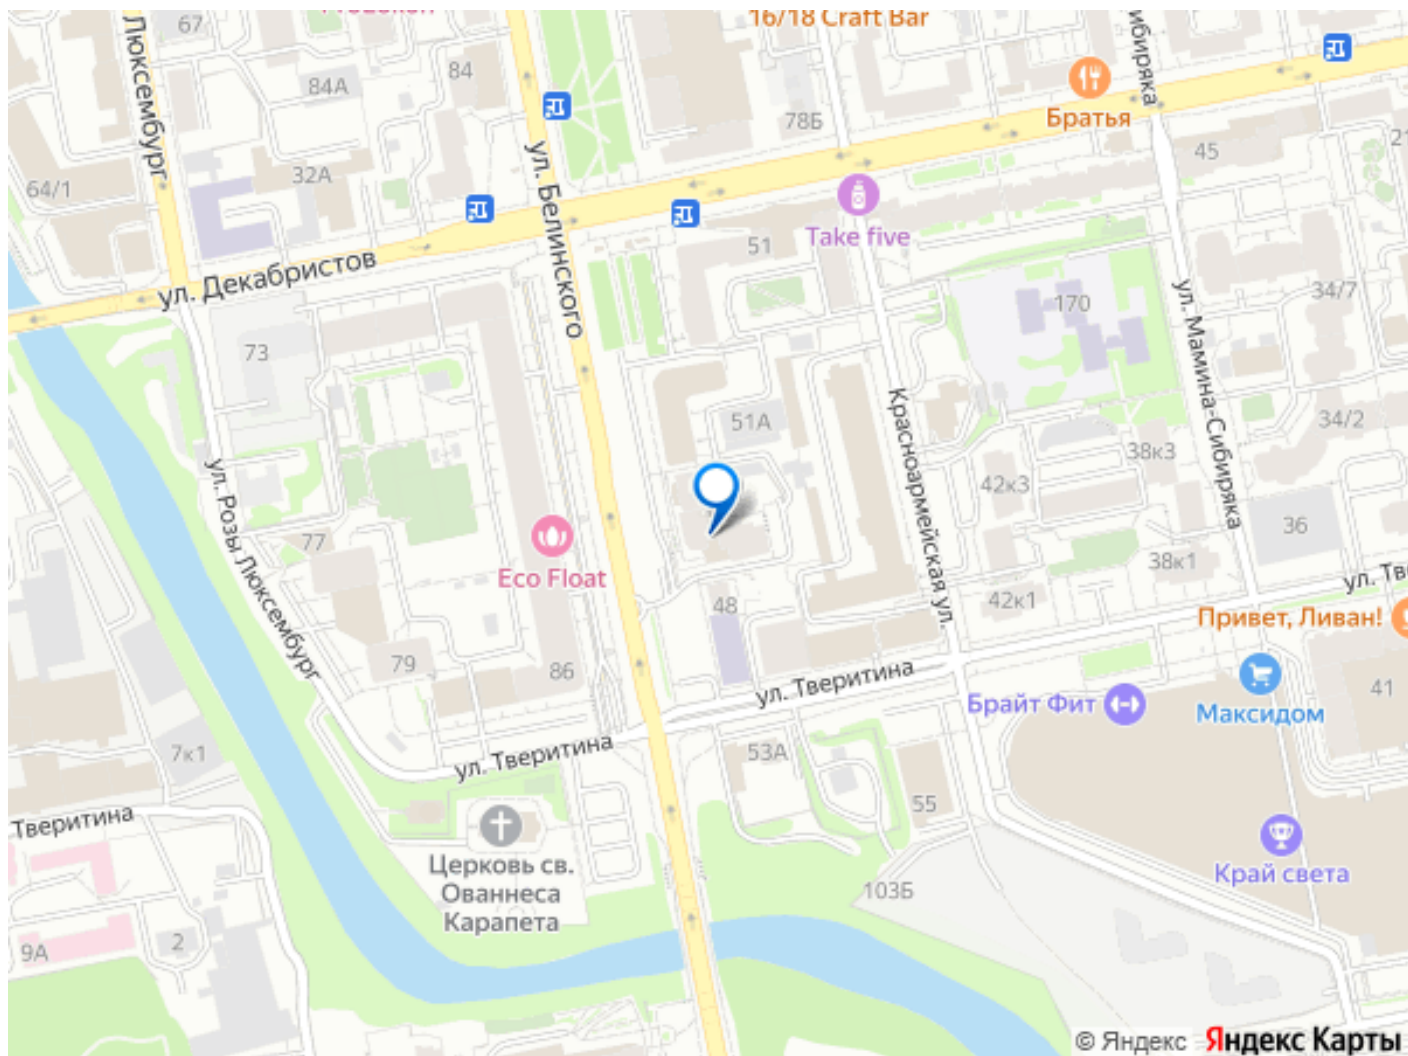 16/18 Craft Bar
67
Люксембург
84А
84
78Б
Братья
45
64/1
32А
ул. Белинского
Take five
51
ул. Декабристов
170
34/7
73
ул. Мамина-Сибиряка
51А
Красноармейская ул.
34/2
38к3
42к3
36
ул. Розы Люксембург
77
Eco Float
38к1
42к1
48
Привет, Ливан!
79
86
ул. Тверитина
41
Брайт Фит
Максидом
7к1
ул. Тверитина
53А
55
Тверитина
Церковь св.
Ованнеса
Карапета
Край света
103Б
2
9А
© Яндекс Яндекс Карты